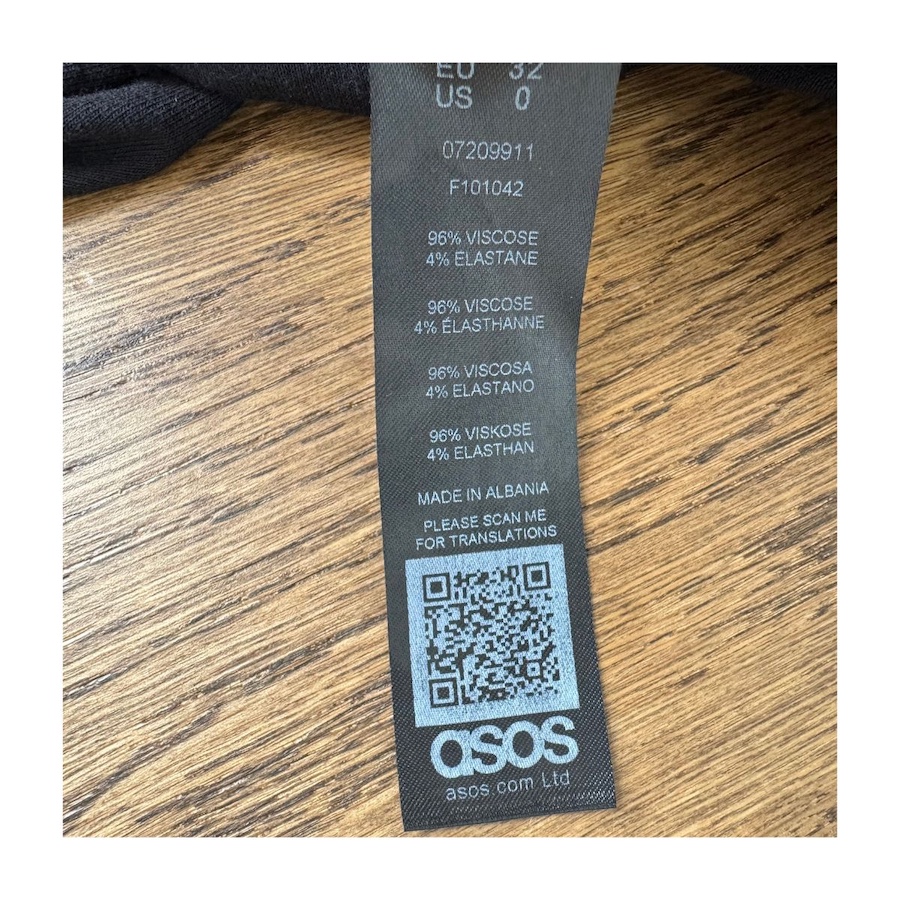 EU 32
US 0
07209911
F101042
96% VISCOSE
4% ELASTANE
96% VISCOSE
4% ÉLASTHANNE
96% VISCOSA
4% ELASTANO
96% VISKOSE
4% ELASTHAN
MADE IN ALBANIA
PLEASE SCAN ME
FOR TRANSLATIONS
asos
asos.com Ltd